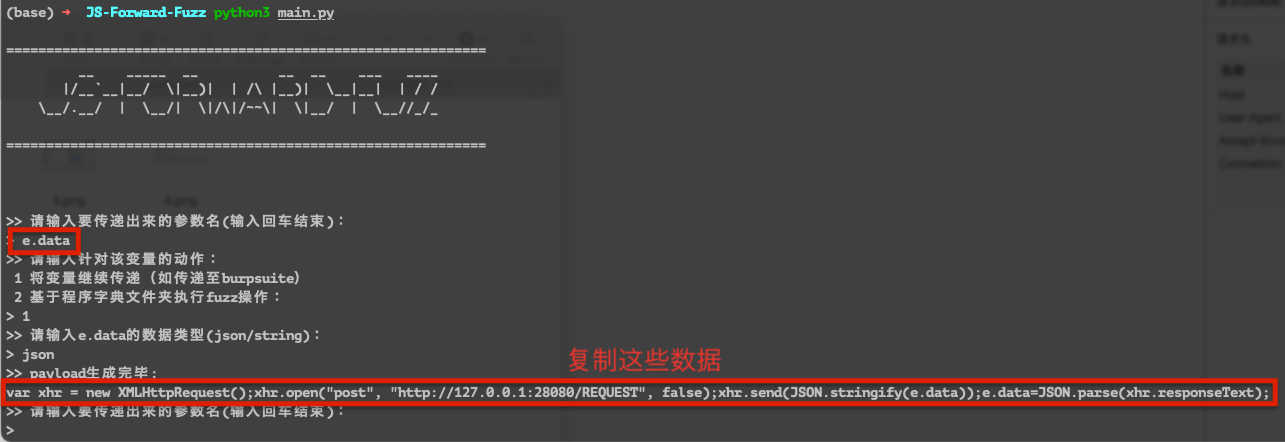 (base) ➜ JS-Forward-Fuzz python3 main.py
============================================================
>> 请输入要传递出来的参数名(输入回车结束)：
> e.data
>> 请输入针对该变量的动作：
1 将变量继续传递（如传递至burpsuite）
2 基于程序字典文件夹执行fuzz操作：
> 1
>> 请输入e.data的数据类型(json/string)：
> json
复制这些数据
>> payload生成完毕：
var xhr = new XMLHttpRequest();xhr.open("post", "http://127.0.0.1:28080/REQUEST", false);xhr.send(JSON.stringify(e.data));e.data=JSON.parse(xhr.responseText);
>> 请输入要传递出来的参数名(输入回车结束)：
>